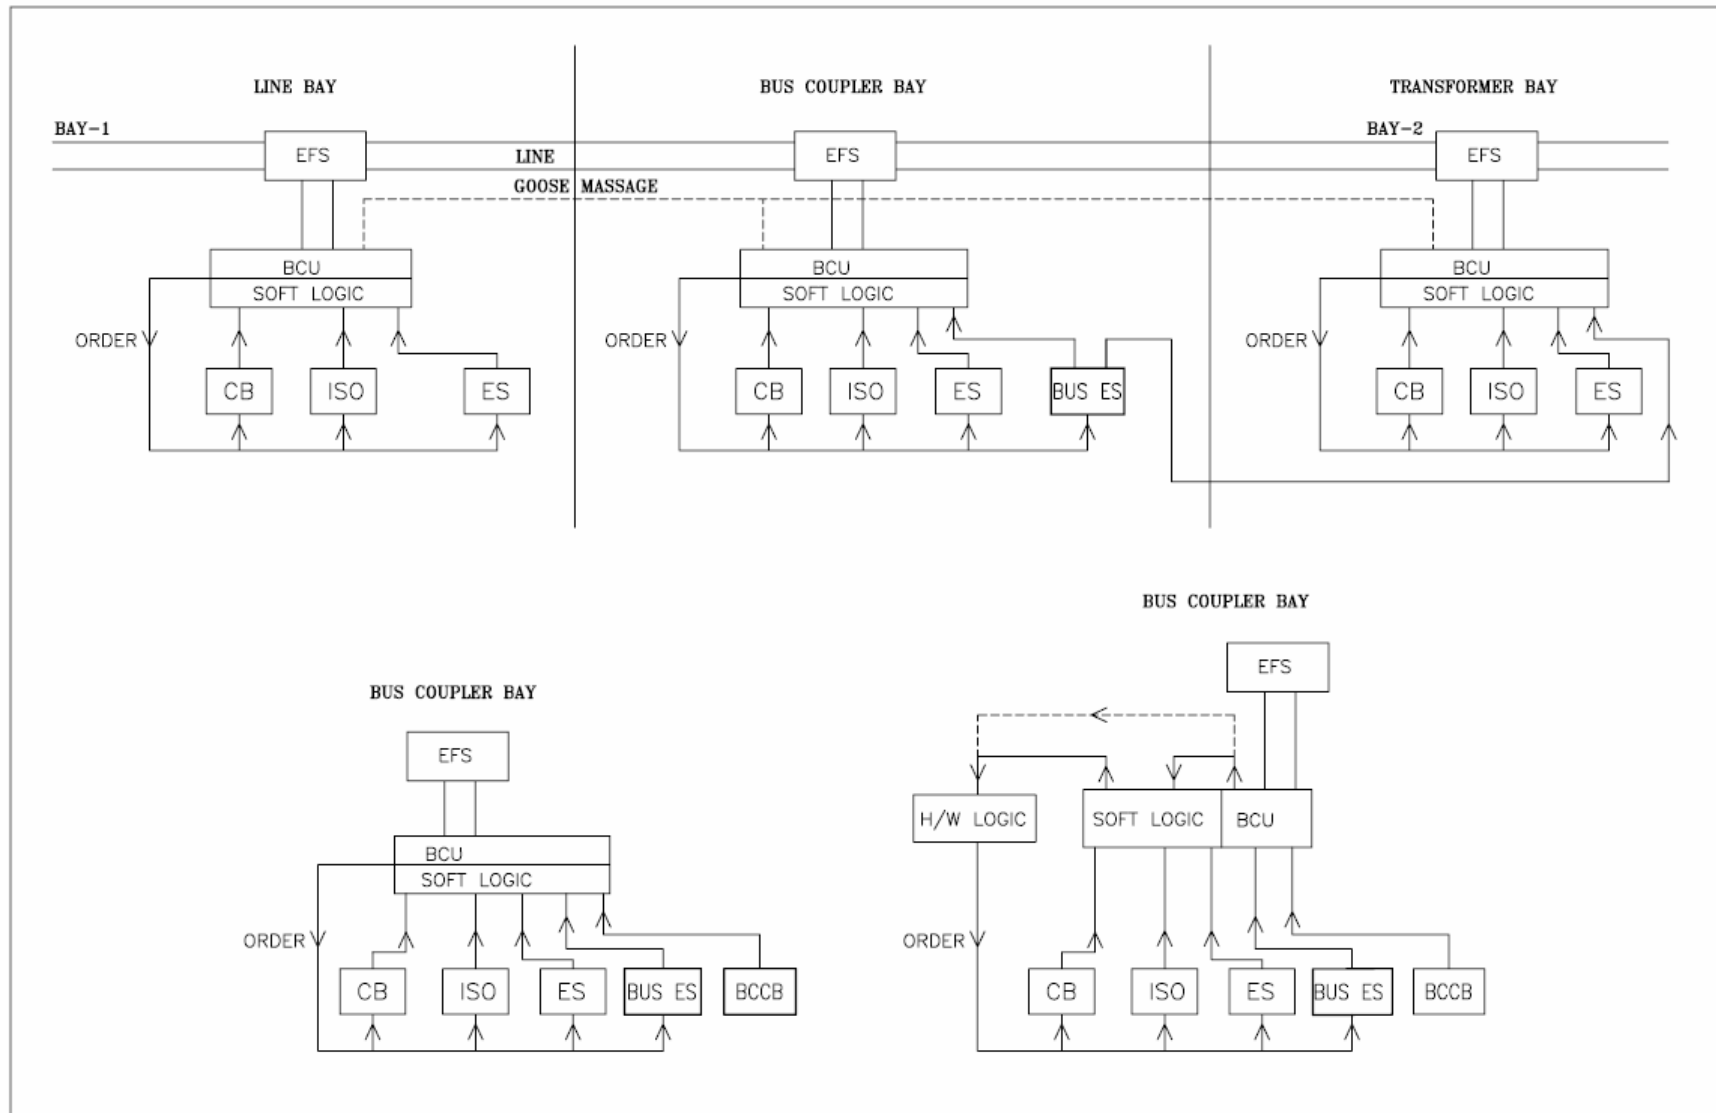 LINE BAY
BUS COUPLER BAY
TRANSFORMER BAY
BAY-1
BAY-2
EFS
LINE
EFS
EFS
GOOSE MASSAGE
BCU
SOFT LOGIC
BCU
SOFT LOGIC
BCU
SOFT LOGIC
ORDER
ORDER
ORDER
CB
ISO
ES
CB
ISO
ES
BUS ES
CB
ISO
ES
BUS COUPLER BAY
EFS
BCU
SOFT LOGIC
ORDER
CB
ISO
ES
BUS ES
BCCB
BUS COUPLER BAY
EFS
H/W LOGIC
SOFT LOGIC
BCU
ORDER
CB
ISO
ES
BUS ES
BCCB